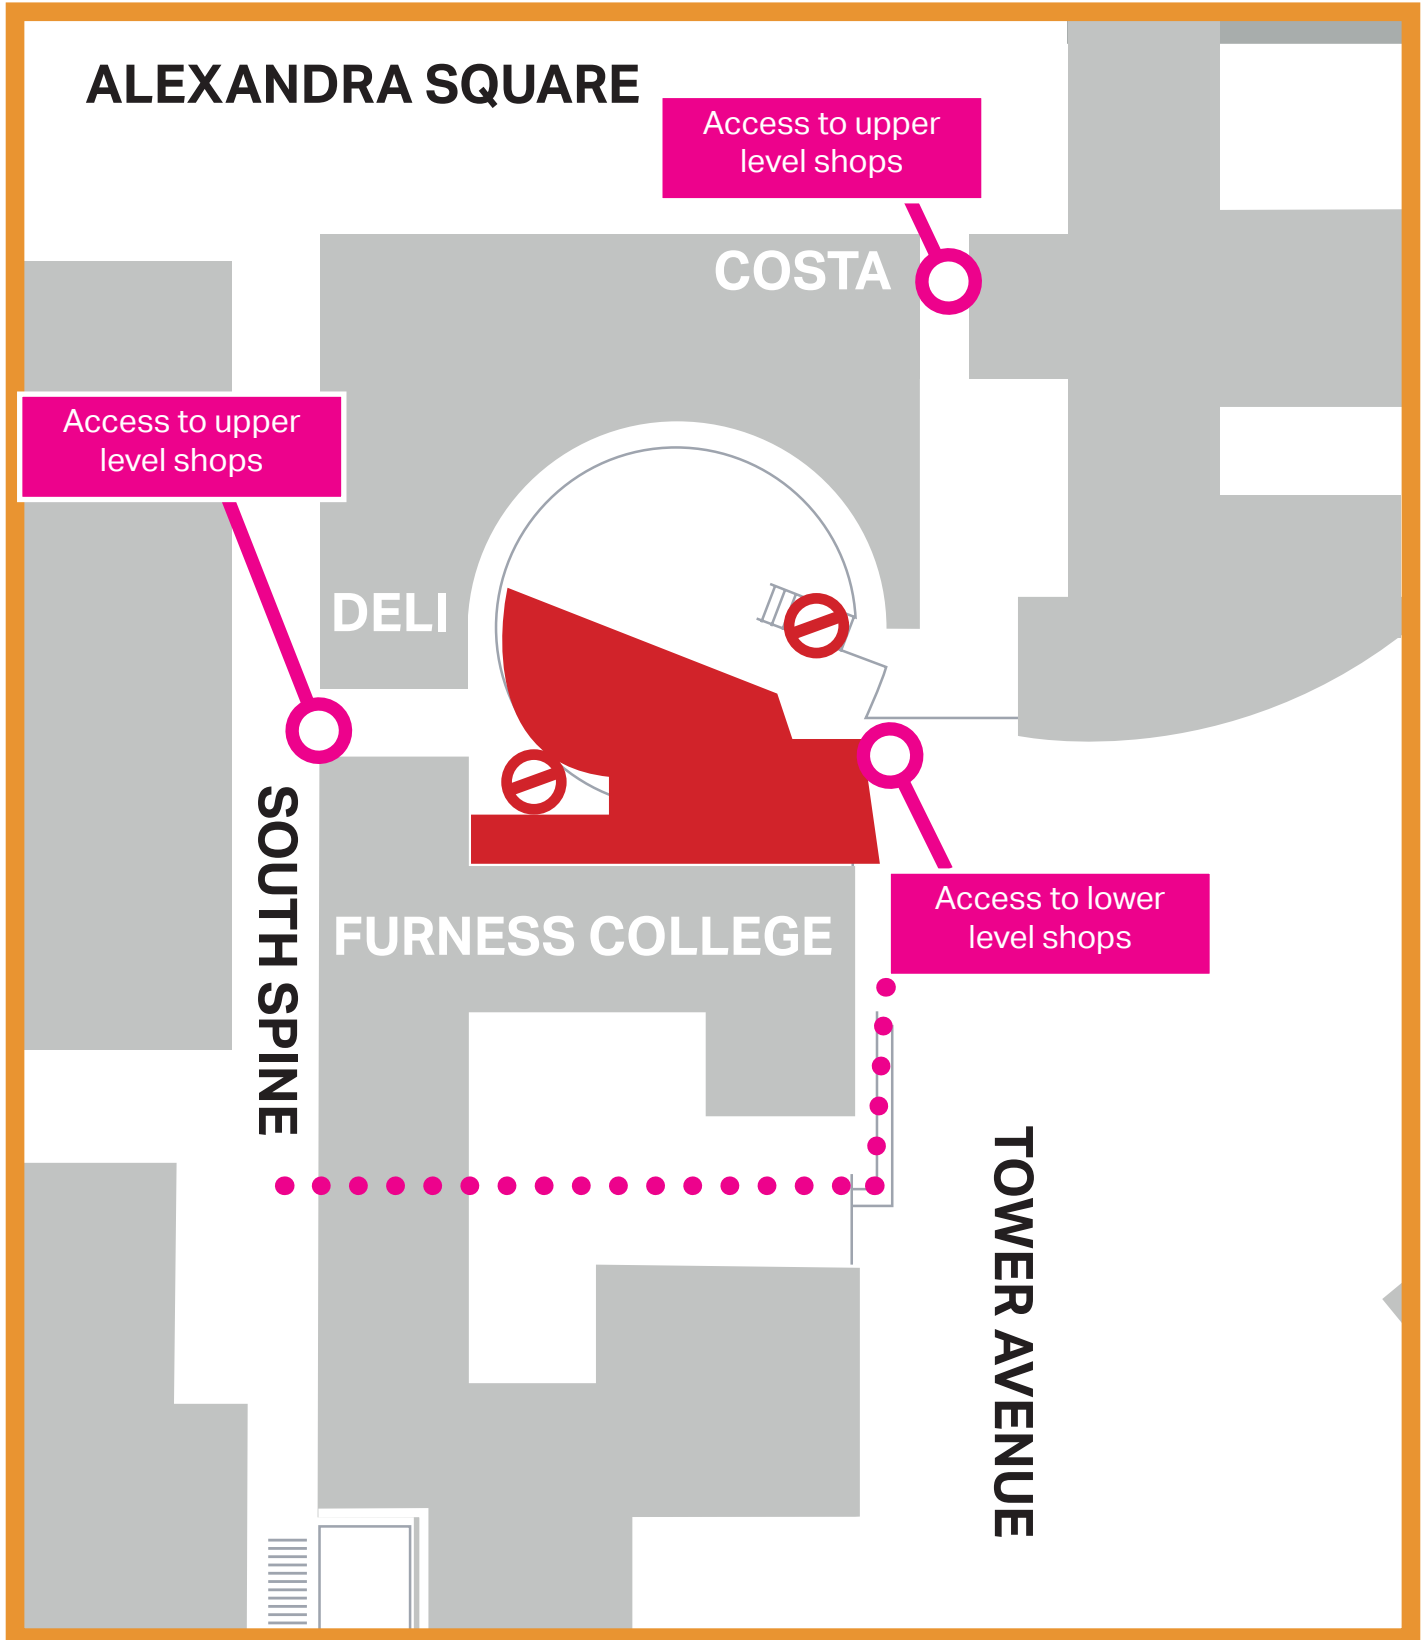 ALEXANDRA SQUARE
Access to upper
level shops
COSTA
Access to upper
level shops
DELI
SOUTH SPINE
Access to lower
level shops
FURNESS COLLEGE
TOWER AVENUE